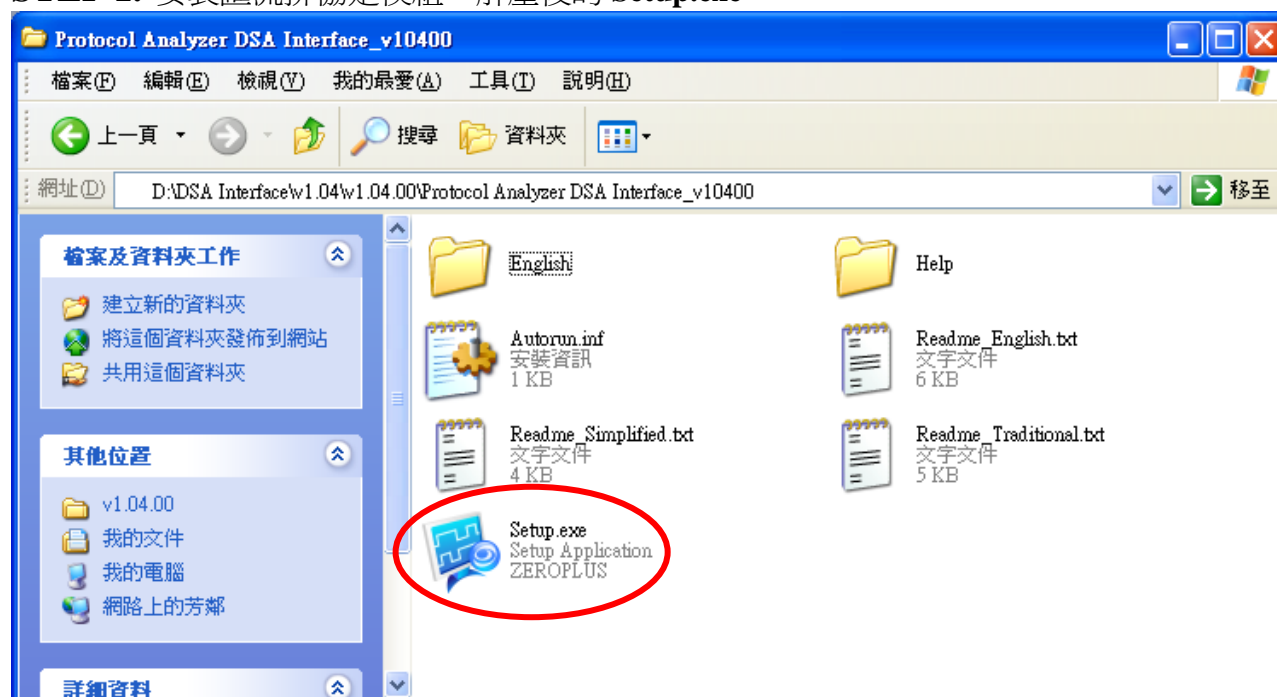 Protocol Analyzer DSA Interface_v10400
檔案(F) 編輯(E) 檢視(V) 我的最愛(A) 工具(T) 說明(H)
上一頁 搜尋 資料夾
網址(D) D:\DSA Interface\v1.04\v1.04.00\Protocol Analyzer DSA Interface_v10400 移至
檔案及資料夾工作
建立新的資料夾
將這個資料夾發佈到網站
共用這個資料夾
其他位置
v1.04.00
我的文件
我的電腦
網路上的芳鄰
詳細資料
English
Help
Autorun.inf
安裝資訊
1 KB
Readme_English.txt
文字文件
6 KB
Readme_Simplified.txt
文字文件
4 KB
Readme_Traditional.txt
文字文件
5 KB
Setup.exe
Setup Application
ZEROPLUS